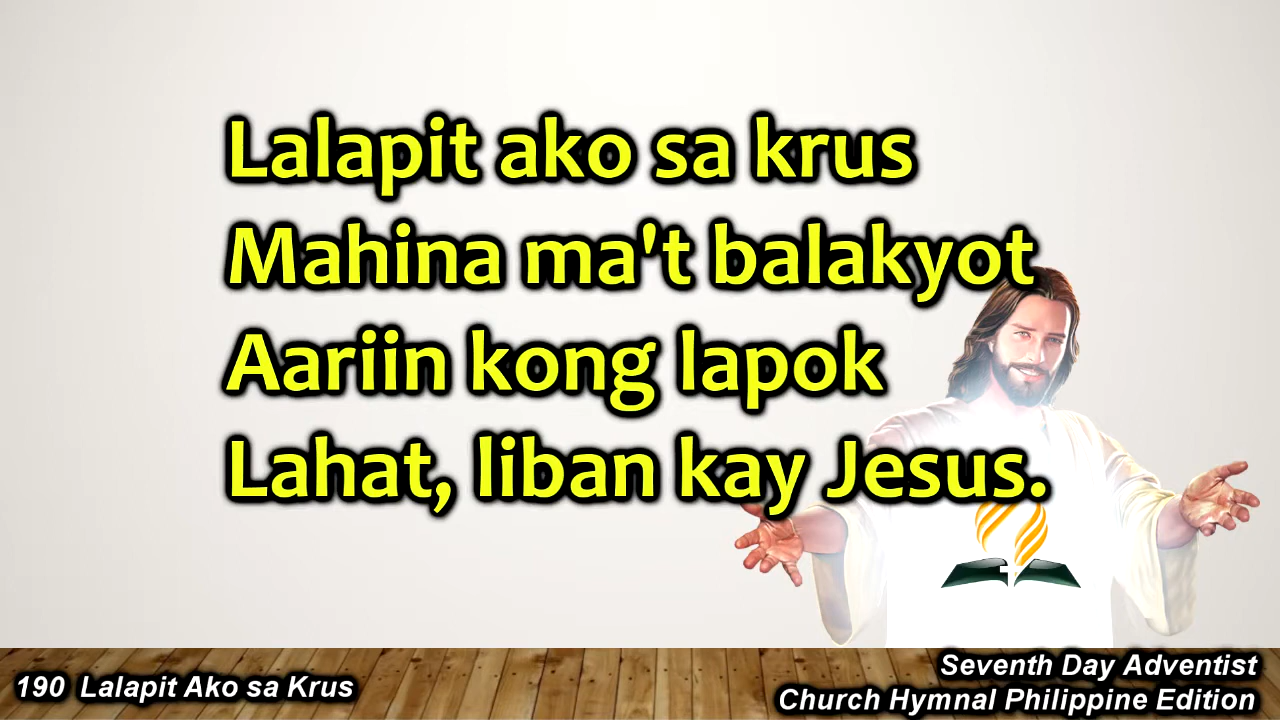 Lalapit ako sa krus
Mahina ma't balakyot
Aariin kong lapok
Lahat, liban kay Jesus.
190 Lalapit Ako sa Krus
Seventh Day Adventist
Church Hymnal Philippine Edition